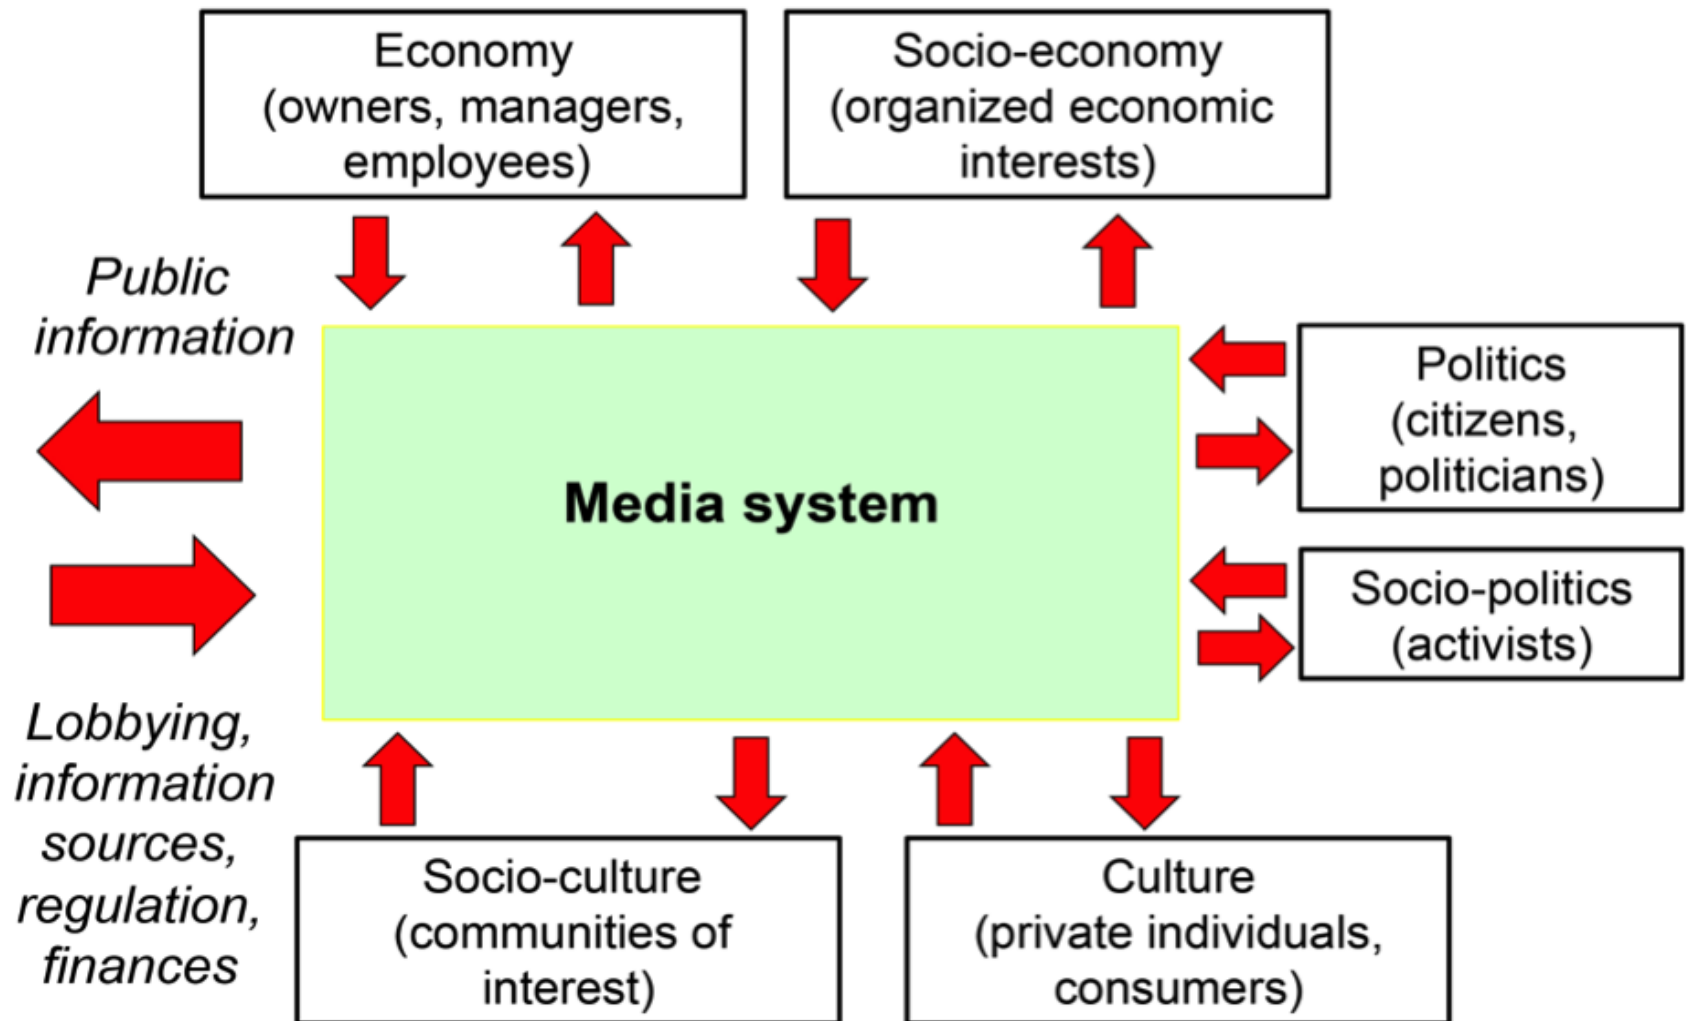 Economy
(owners, managers,
employees)
Socio-economy
(organized economic
interests)
Public
information
Politics
(citizens,
politicians)
Media system
Socio-politics
(activists)
Lobbying,
information
sources,
regulation,
finances
Socio-culture
(communities of
interest)
Culture
(private individuals,
consumers)